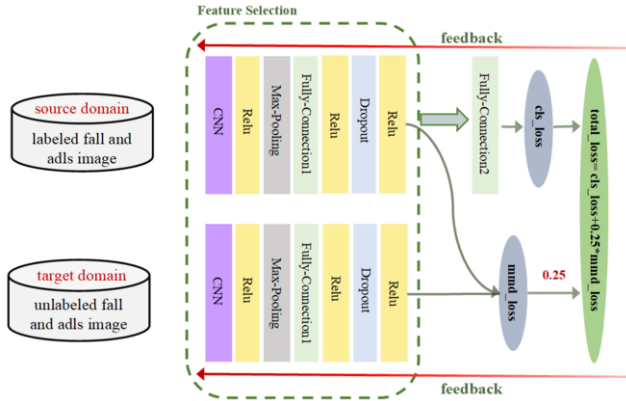 Feature Selection
feedback
source domain
labeled fall and
adls image
CNN
Relu
Max-Pooling
Fully-Connection1
Relu
Dropout
Relu
Fully-Connection2
cls_loss
total_loss= cls_loss+0.25*mmd_loss
target domain
unlabeled fall
and adls image
CNN
Relu
Max-Pooling
Fully-Connection1
Relu
Dropout
Relu
mmd_loss
0.25
feedback